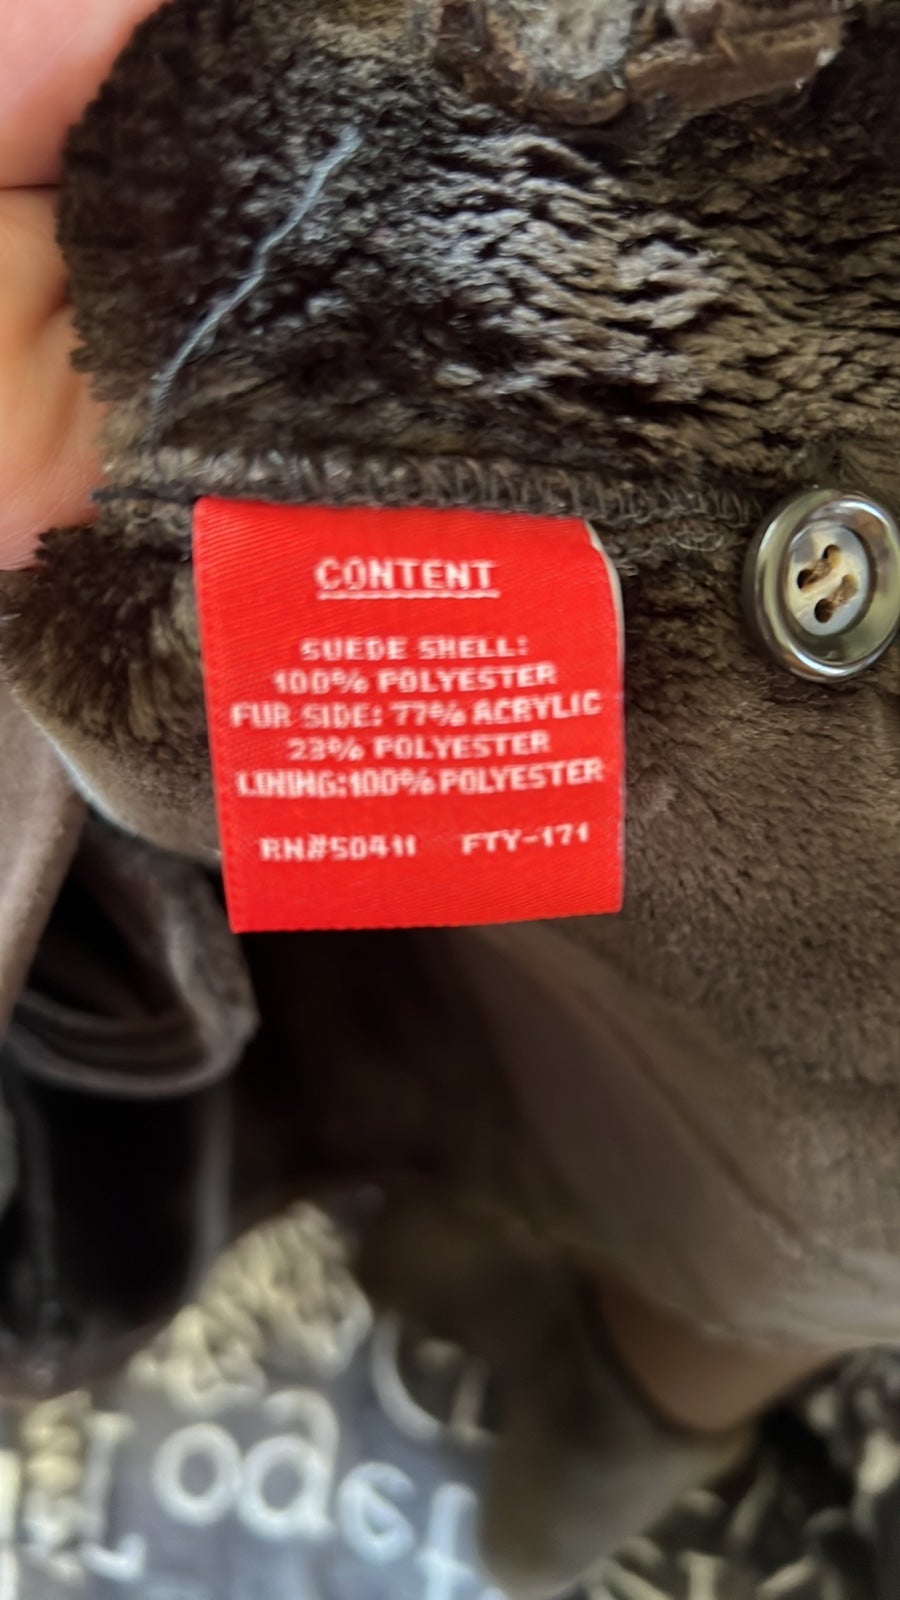 CONTENT
SUEDE SHELL:
100% POLYESTER
FUR SIDE: 77% ACRYLIC
23% POLYESTER
LINING:100% POLYESTER
RN#50411 FTY-171